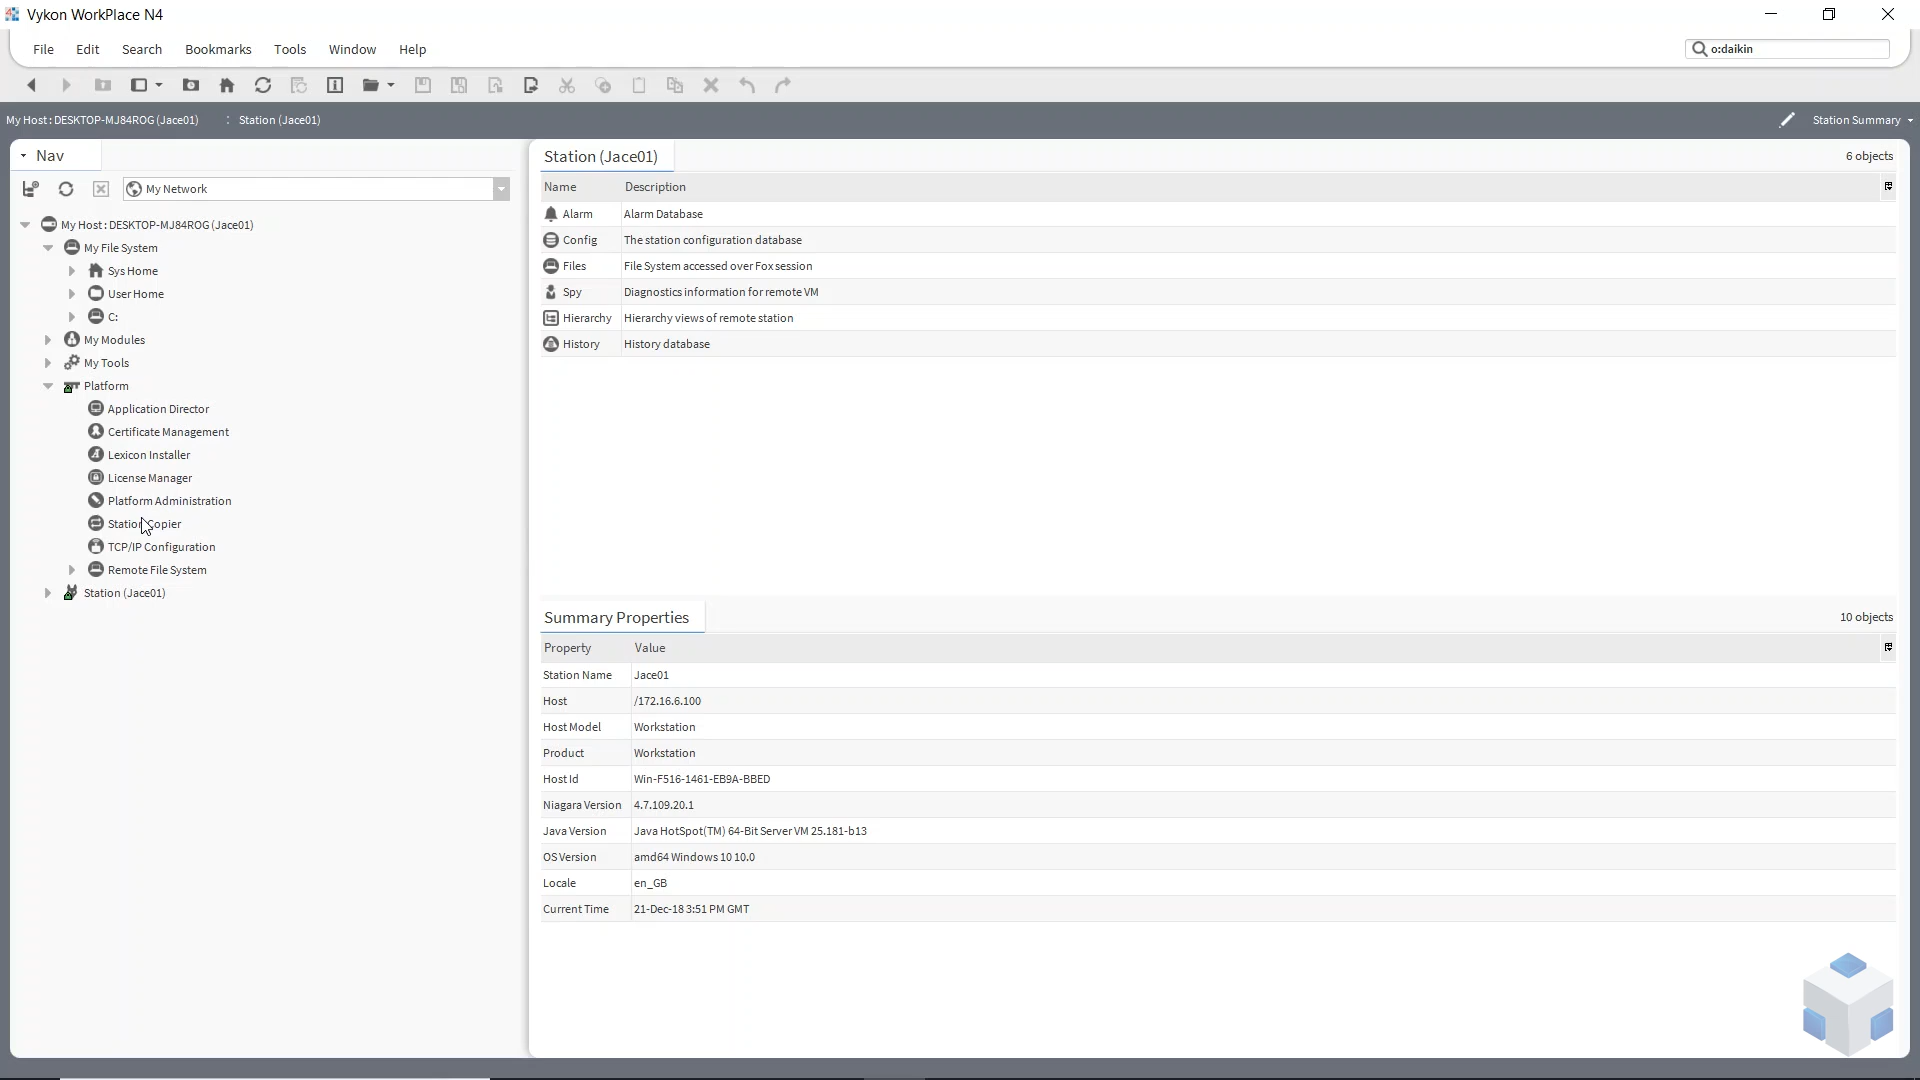 Vykon WorkPlace N4
File Edit Search Bookmarks Tools Window Help
o:daikin
My Host : DESKTOP-MJ84ROG (Jace01) : Station (Jace01)
Station Summary
Nav
My Network
My Host : DESKTOP-MJ84ROG (Jace01)
My File System
Sys Home
User Home
C:
My Modules
My Tools
Platform
Application Director
Certificate Management
Lexicon Installer
License Manager
Platform Administration
Station Copier
TCP/IP Configuration
Remote File System
Station (Jace01)
Station (Jace01) 6 objects
Name Description
Alarm Alarm Database
Config The station configuration database
Files File System accessed over Fox session
Spy Diagnostics information for remote VM
Hierarchy Hierarchy views of remote station
History History database
Summary Properties 10 objects
Property Value
Station Name Jace01
Host /172.16.6.100
Host Model Workstation
Product Workstation
Host Id Win-F516-1461-EB9A-BBED
Niagara Version 4.7.109.20.1
Java Version Java HotSpot(TM) 64-Bit Server VM 25.181-b13
OS Version amd64 Windows 10 10.0
Locale en_GB
Current Time 21-Dec-18 3:51 PM GMT